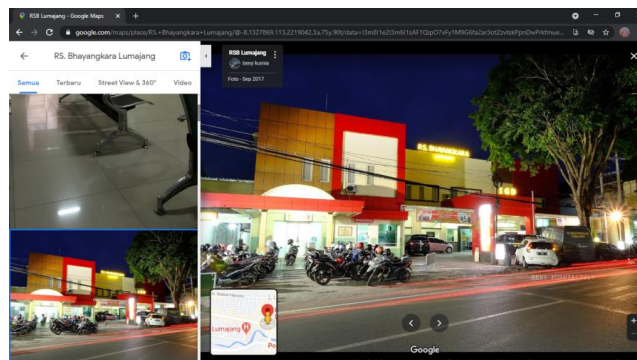 RSB Lumajang - Google Maps
google.com/maps/place/RS.+Bhayangkara+Lumajang/@-8.1327869,113.2219042,3a,75y,90t/data=
RS. Bhayangkara Lumajang
Semua Terbaru Street View & 360° Video
RSB Lumajang
beny kurnia
Foto - Sep 2017
RS. BHAYANGKARA
Lumajang
Google